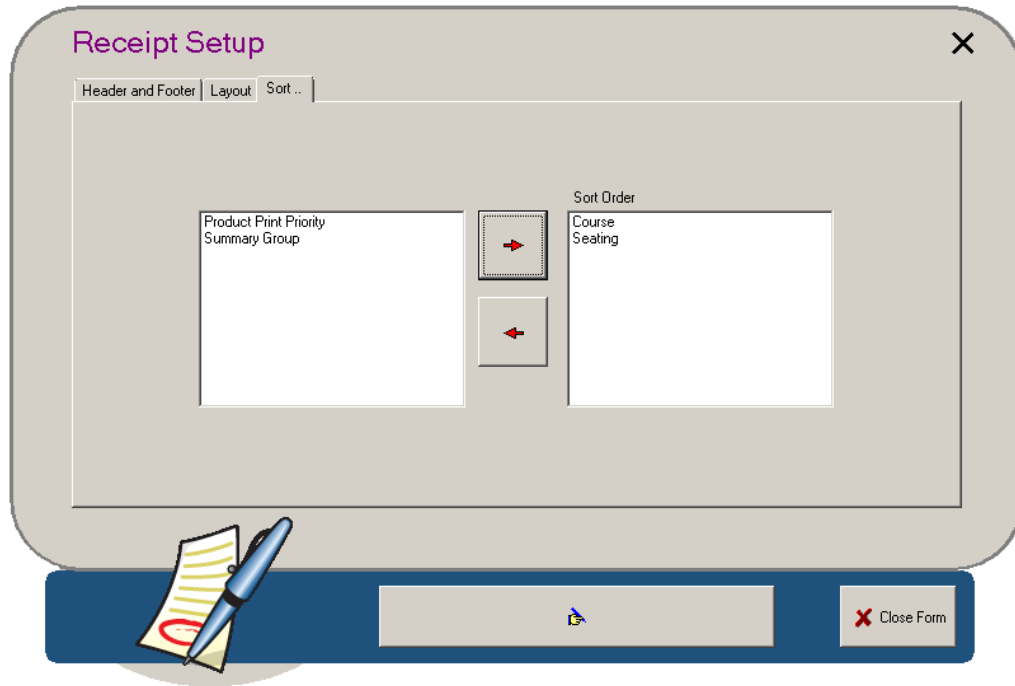 Receipt Setup
Header and Footer Layout Sort ..
Sort Order
Product Print Priority
Summary Group
Course
Seating
Close Form